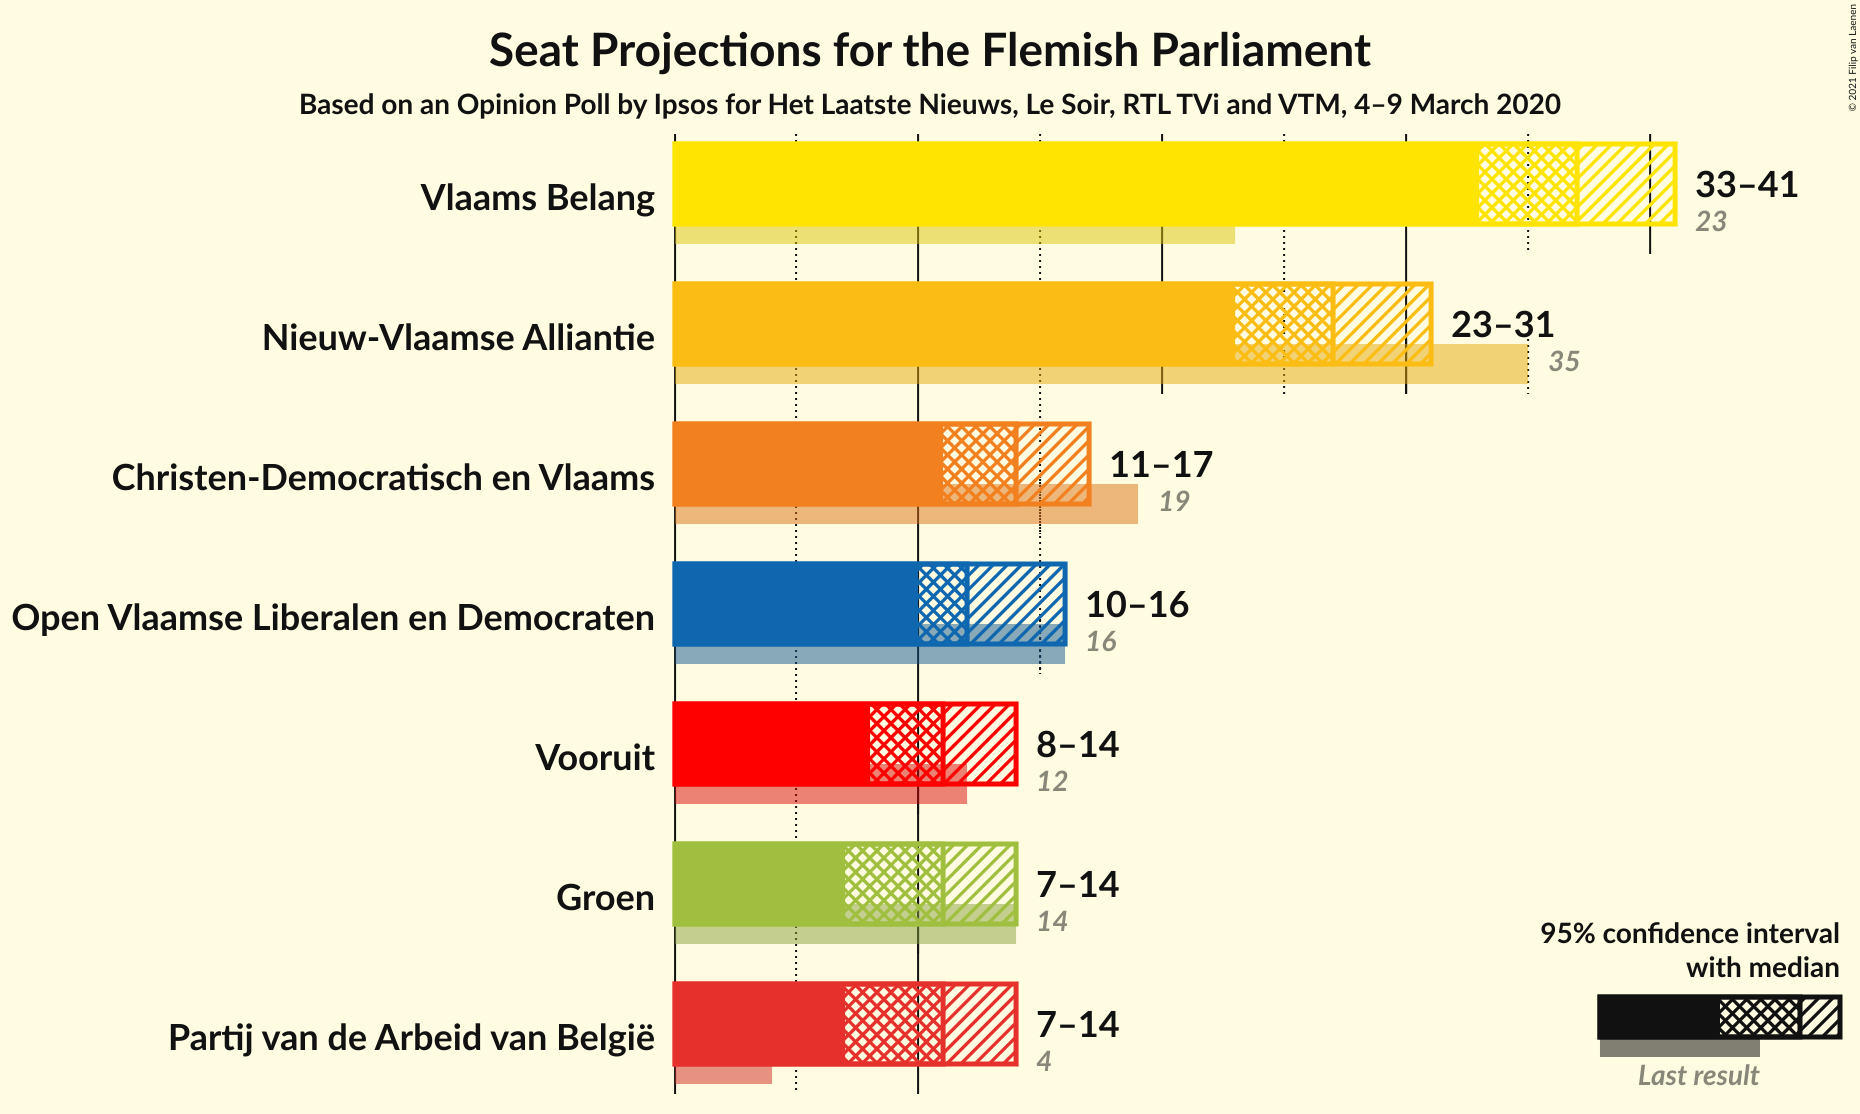 Seat Projections for the Flemish Parliament
Based on an Opinion Poll by Ipsos for Het Laatste Nieuws, Le Soir, RTL TVi and VTM, 4–9 March 2020
© 2021 Filip van Laenen
Vlaams Belang
33–41
23
Nieuw-Vlaamse Alliantie
23–31
35
Christen-Democratisch en Vlaams
11–17
19
Open Vlaamse Liberalen en Democraten
10–16
16
Vooruit
8–14
12
Groen
7–14
14
Partij van de Arbeid van België
7–14
4
95% confidence interval
with median
Last result